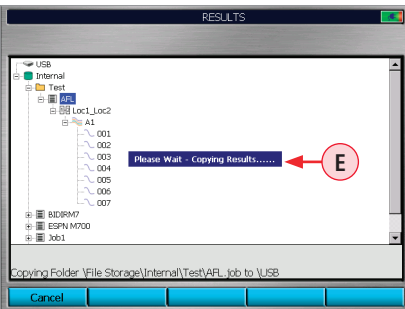 RESULTS
USB
Internal
Test
AFL
Loc1_Loc2
A1
001
002
003
004
005
006
007
Please Wait - Copying Results......
E
BIDIRM7
ESPN M700
Job1
Copying Folder \File Storage\Internal\Test\AFL.job to \USB
Cancel